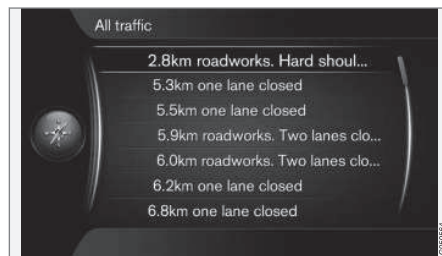 All traffic
2.8km roadworks. Hard shoul...
5.3km one lane closed
5.5km one lane closed
5.9km roadworks. Two lanes clo...
6.0km roadworks. Two lanes clo...
6.2km one lane closed
6.8km one lane closed